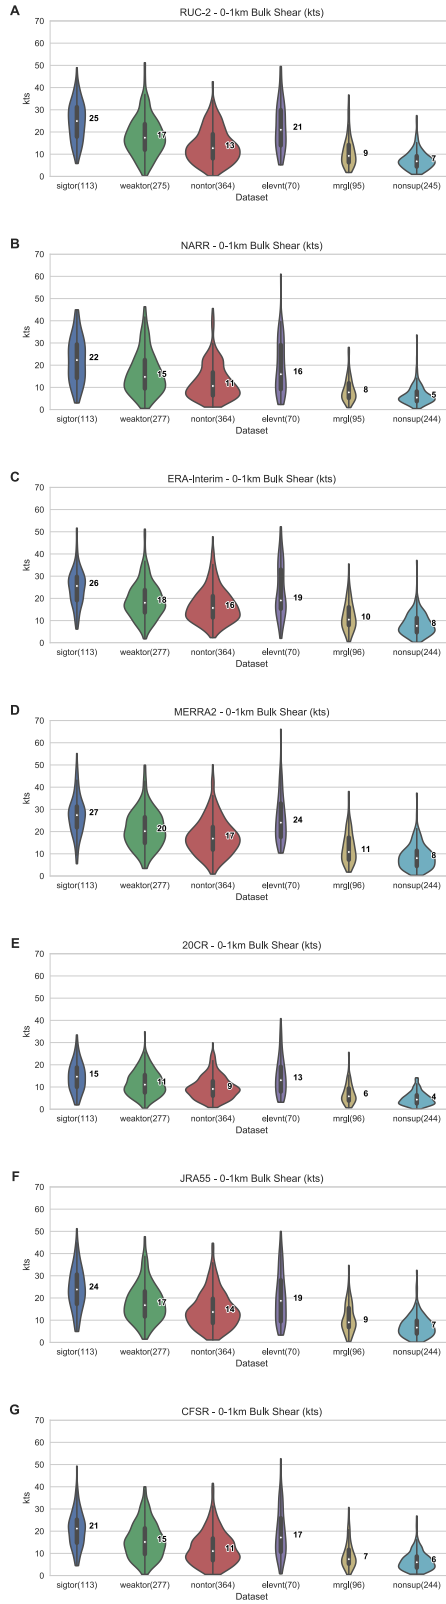 A
RUC-2 - 0-1km Bulk Shear (kts)
70
60
50
40
30
20
10
0
kts
25
17
13
21
9
7
sigtor(113) weaktor(275) nontor(364) elevnt(70) mrgl(95) nonsup(245)
Dataset
B
NARR - 0-1km Bulk Shear (kts)
70
60
50
40
30
20
10
0
kts
22
15
11
16
8
5
sigtor(113) weaktor(277) nontor(364) elevnt(70) mrgl(95) nonsup(244)
Dataset
C
ERA-Interim - 0-1km Bulk Shear (kts)
70
60
50
40
30
20
10
0
kts
26
18
16
19
10
8
sigtor(113) weaktor(277) nontor(364) elevnt(70) mrgl(96) nonsup(244)
Dataset
D
MERRA2 - 0-1km Bulk Shear (kts)
70
60
50
40
30
20
10
0
kts
27
20
17
24
11
8
sigtor(113) weaktor(277) nontor(364) elevnt(70) mrgl(96) nonsup(244)
Dataset
E
20CR - 0-1km Bulk Shear (kts)
70
60
50
40
30
20
10
0
kts
15
11
9
13
6
4
sigtor(113) weaktor(277) nontor(364) elevnt(70) mrgl(96) nonsup(244)
Dataset
F
JRA55 - 0-1km Bulk Shear (kts)
70
60
50
40
30
20
10
0
kts
24
17
14
19
9
7
sigtor(113) weaktor(277) nontor(364) elevnt(70) mrgl(96) nonsup(244)
Dataset
G
CFSR - 0-1km Bulk Shear (kts)
70
60
50
40
30
20
10
0
kts
21
15
11
17
7
6
sigtor(113) weaktor(277) nontor(364) elevnt(70) mrgl(96) nonsup(244)
Dataset